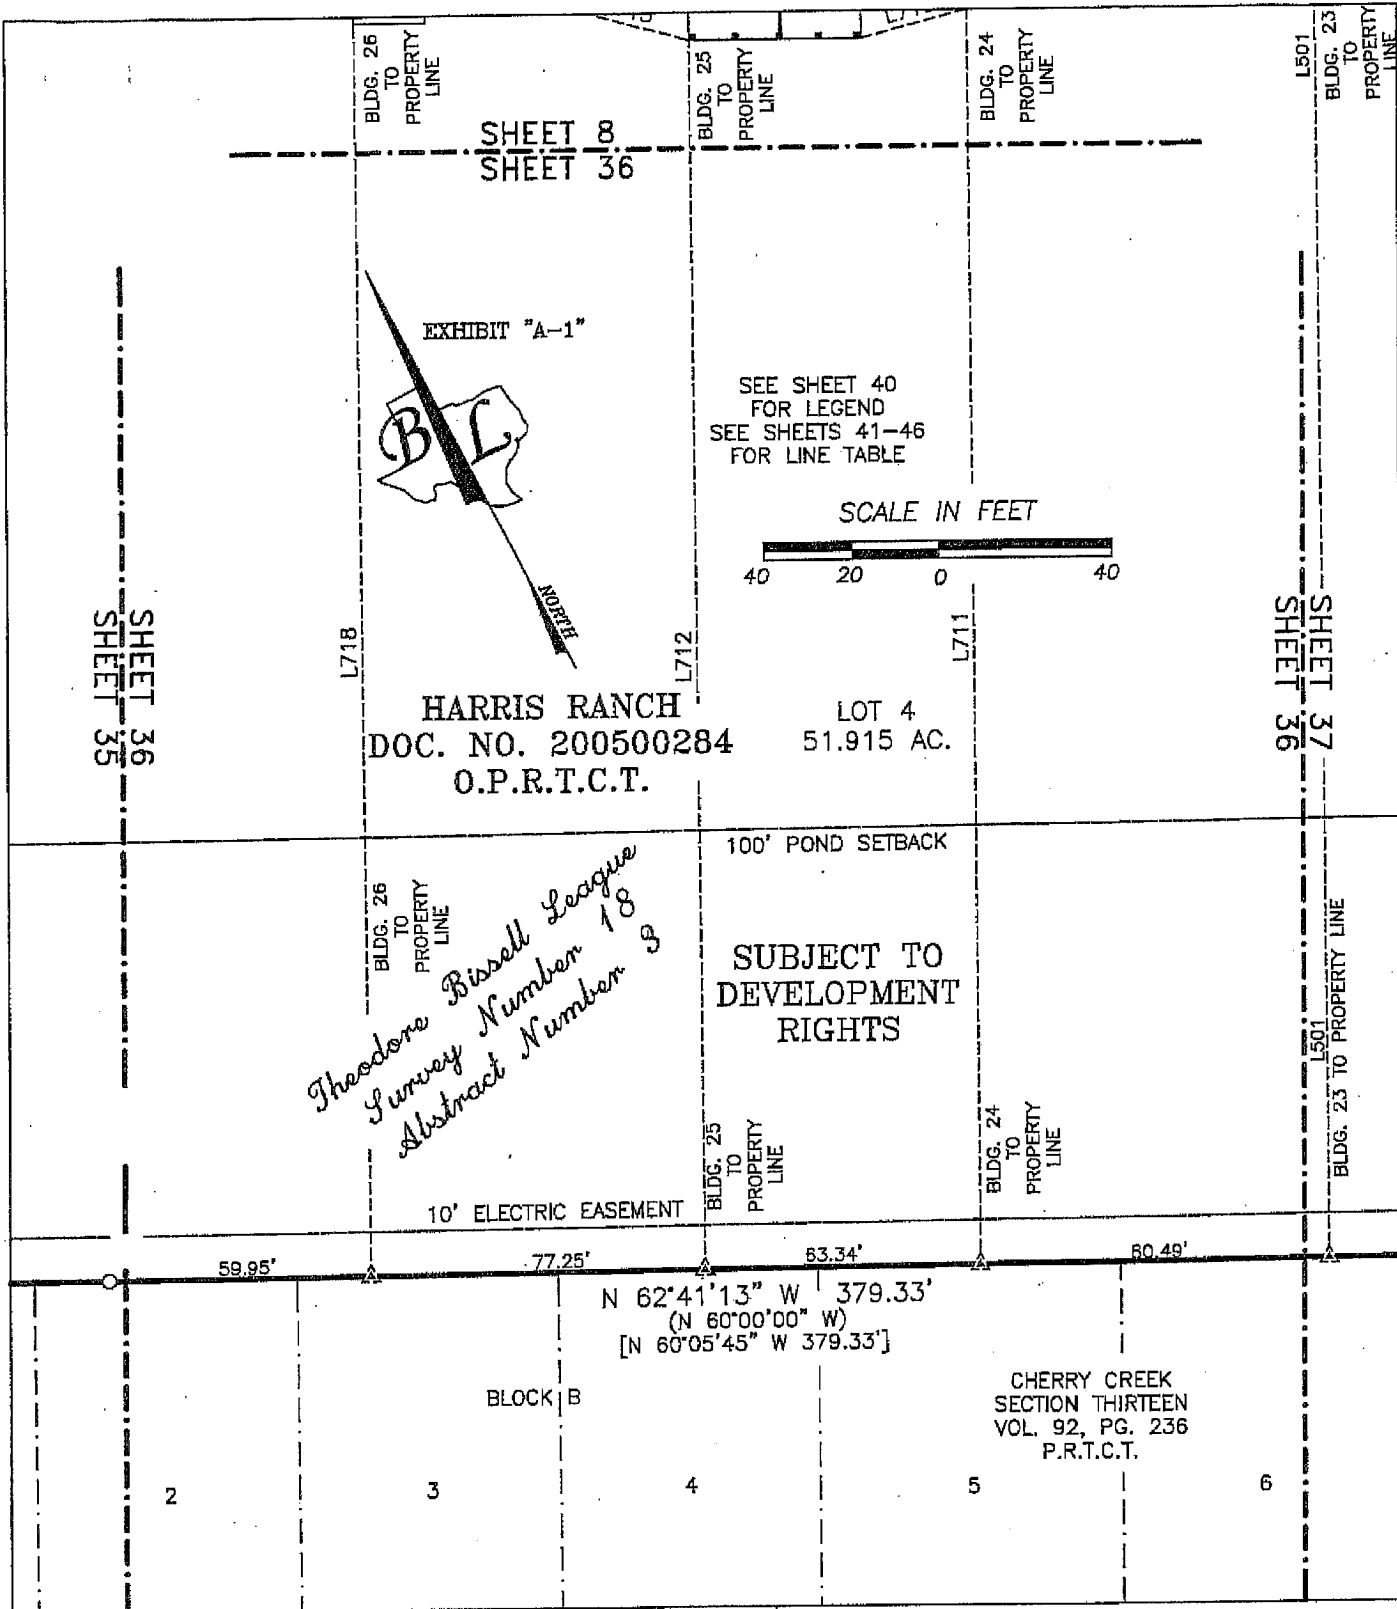 BLDG. 26
TO
PROPERTY
LINE
BLDG. 25
TO
PROPERTY
LINE
BLDG. 24
TO
PROPERTY
LINE
L501
BLDG. 23
TO
PROPERTY
LINE
SHEET 8
SHEET 36
EXHIBIT "A-1"
B L
NORTH
SEE SHEET 40
FOR LEGEND
SEE SHEETS 41-46
FOR LINE TABLE
SCALE IN FEET
40 20 0 40
SHEET 36
SHEET 35
L718
L712
L711
SHEET 37
SHEET 36
HARRIS RANCH
DOC. NO. 200500284
O.P.R.T.C.T.
LOT 4
51.915 AC.
100' POND SETBACK
BLDG. 26
TO
PROPERTY
LINE
Theodore Bissell League
Survey Number 18
Abstract Number 3
SUBJECT TO
DEVELOPMENT
RIGHTS
L501
BLDG. 23 TO PROPERTY LINE
BLDG. 25
TO
PROPERTY
LINE
BLDG. 24
TO
PROPERTY
LINE
10' ELECTRIC EASEMENT
59.95' 77.25' 63.34' 80.49'
N 62°41'13" W 379.33'
(N 60°00'00" W)
[N 60°05'45" W 379.33']
BLOCK B
CHERRY CREEK
SECTION THIRTEEN
VOL. 92, PG. 236
P.R.T.C.T.
2 3 4 5 6